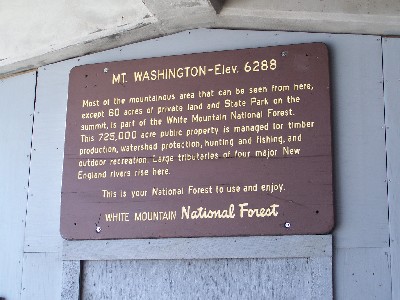 MT. WASHINGTON-Elev. 6288
Most of the mountainous area that can be seen from here,
except 60 acres of private land and State Park on the
summit, is part of the White Mountain National Forest.
This 725,000 acre public property is managed for timber
production, watershed protection, hunting and fishing, and
outdoor recreation. Large tributaries of four major New
England rivers rise here.
This is your National Forest to use and enjoy.
WHITE MOUNTAIN National Forest